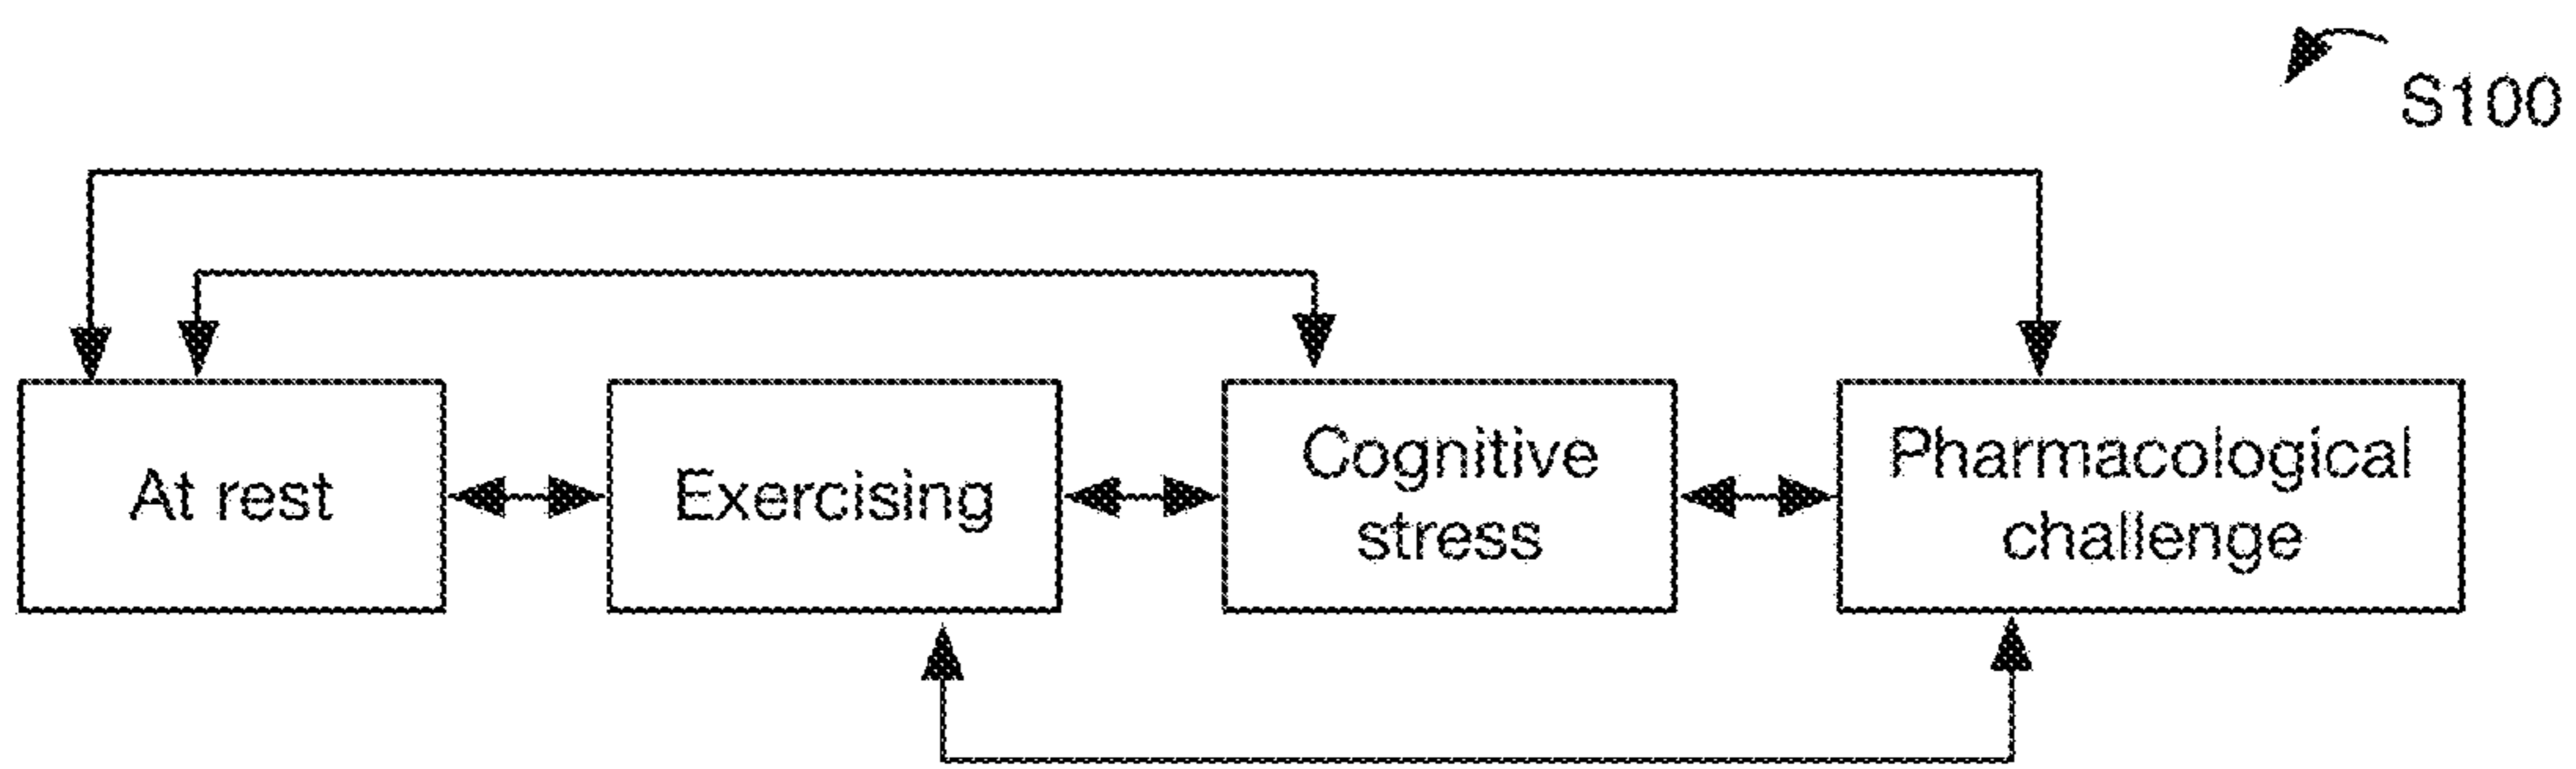 S100
At rest
Exercising
Cognitive
stress
Pharmacological
challenge